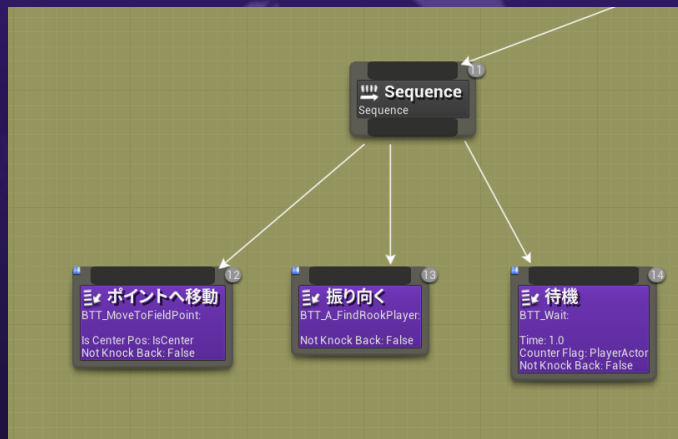 11
Sequence
Sequence
12
ポイントへ移動
BTT_MoveToFieldPoint:
Is Center Pos: IsCenter
Not Knock Back: False
13
振り向く
BTT_A_FindRookPlayer:
Not Knock Back: False
14
待機
BTT_Wait:
Time: 1.0
Counter Flag: PlayerActor
Not Knock Back: False